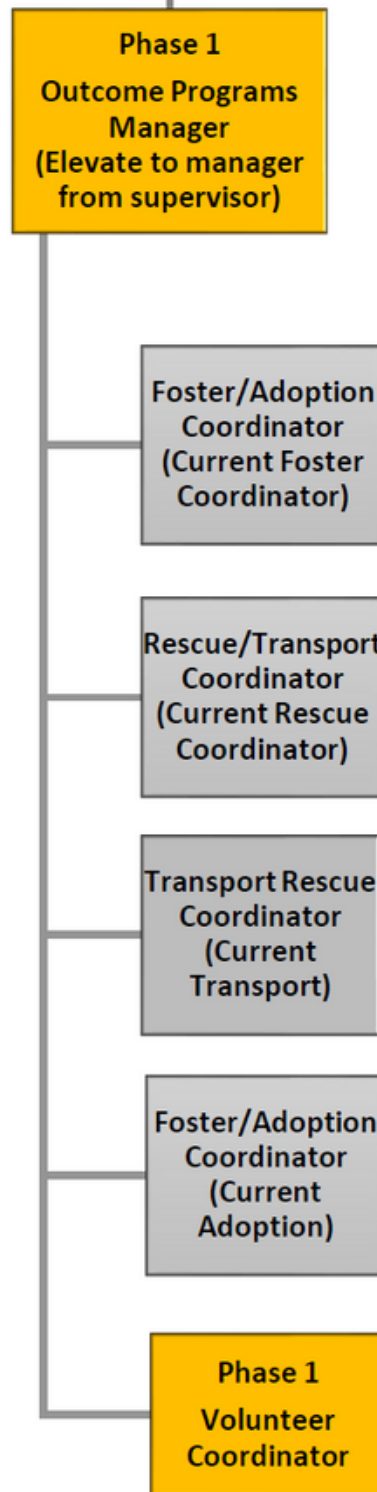 Phase 1
Outcome Programs
Manager
(Elevate to manager
from supervisor)
Foster/Adoption
Coordinator
(Current Foster
Coordinator)
Rescue/Transport
Coordinator
(Current Rescue
Coordinator)
Transport Rescue
Coordinator
(Current
Transport)
Foster/Adoption
Coordinator
(Current
Adoption)
Phase 1
Volunteer
Coordinator